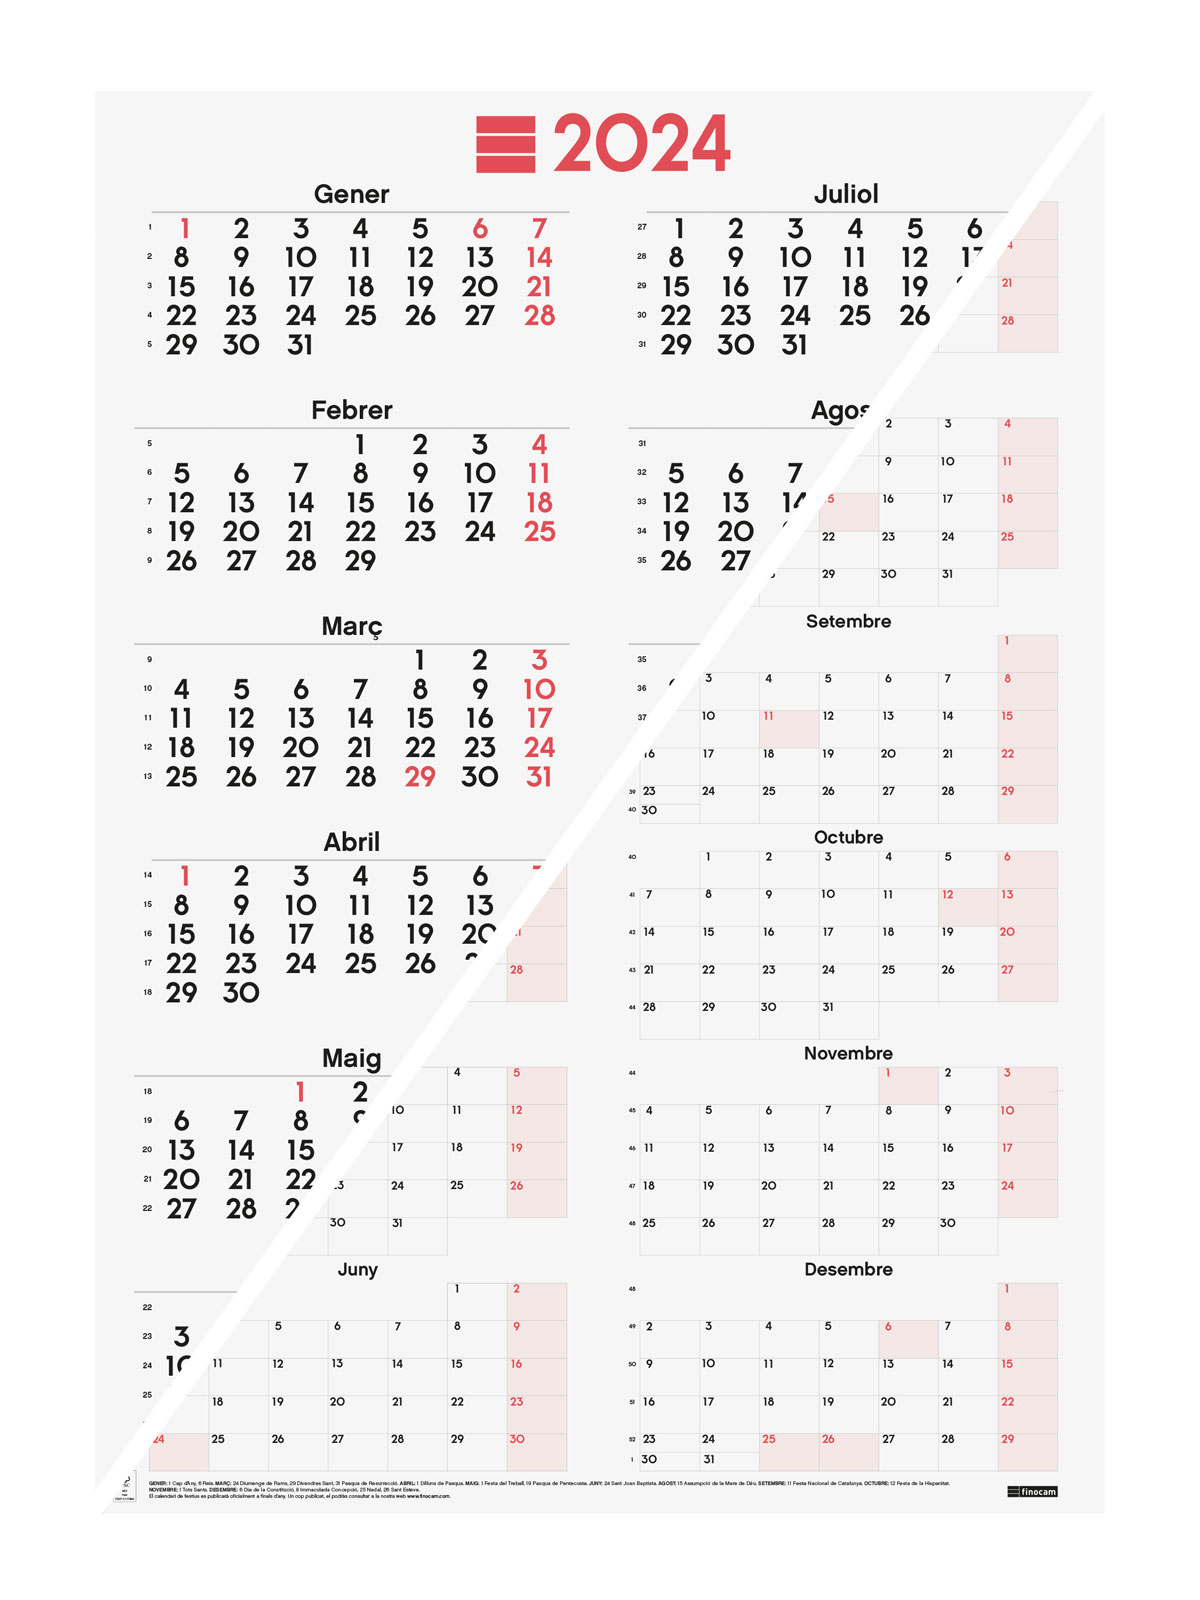 2024
Gener
1 1 2 3 4 5 6 7
2 8 9 10 11 12 13 14
3 15 16 17 18 19 20 21
4 22 23 24 25 26 27 28
5 29 30 31
Febrer
5 1 2 3 4
6 5 6 7 8 9 10 11
7 12 13 14 15 16 17 18
8 19 20 21 22 23 24 25
9 26 27 28 29
Març
9 1 2 3
10 4 5 6 7 8 9 10
11 11 12 13 14 15 16 17
12 18 19 20 21 22 23 24
13 25 26 27 28 29 30 31
Abril
14 1 2 3 4 5 6
15 8 9 10 11 12 13
16 15 16 17 18 19 20
17 22 23 24 25 26 28
18 29 30
Maig
18 1 2 4 5
19 6 7 8 9 10 11 12
20 13 14 15 17 18 19
21 20 21 22 23 24 25 26
22 27 28 30 31
Juny
22 1 2
23 3 5 6 7 8 9
24 10 11 12 13 14 15 16
25 18 19 20 21 22 23
24 25 26 27 28 29 30
Juliol
27 1 2 3 4 5 6
28 8 9 10 11 12 13
29 15 16 17 18 19 21
30 22 23 24 25 26 28
31 29 30 31
Agos
31 2 3 4
32 5 6 7 9 10 11
33 12 13 14 15 16 17 18
34 19 20 22 23 24 25
35 26 27 29 30 31
Setembre
35 1
36 3 4 5 6 7 8
37 10 11 12 13 14 15
16 17 18 19 20 21 22
39 23 24 25 26 27 28 29
40 30
Octubre
40 1 2 3 4 5 6
41 7 8 9 10 11 12 13
42 14 15 16 17 18 19 20
43 21 22 23 24 25 26 27
44 28 29 30 31
Novembre
44 1 2 3
45 4 5 6 7 8 9 10
46 11 12 13 14 15 16 17
47 18 19 20 21 22 23 24
48 25 26 27 28 29 30
Desembre
48 1
49 2 3 4 5 6 7 8
50 9 10 11 12 13 14 15
51 16 17 18 19 20 21 22
52 23 24 25 26 27 28 29
1 30 31
GENER: 1 Cap d'Any, 6 Reis. MARÇ: 24 Diumenge de Rams, 29 Divendres Sant, 31 Pasqua de Resurrecció. ABRIL: 1 Dilluns de Pasqua. MAIG: 1 Festa del Treball, 19 Pasqua de Pentecosta. JUNY: 24 Sant Joan Baptista. AGOST: 15 Assumpció de la Mare de Déu. SETEMBRE: 11 Festa Nacional de Catalunya. OCTUBRE: 12 Festa de la Hispanitat.
NOVEMBRE: 1 Tots Sants. DESEMBRE: 6 Dia de la Constitució, 8 Immaculada Concepció, 25 Nadal, 26 Sant Esteve.
El calendari de festius es publicarà oficialment a finals d'any. Un cop publicat, el podràs consultar a la nostra web www.finocam.com.
finocam